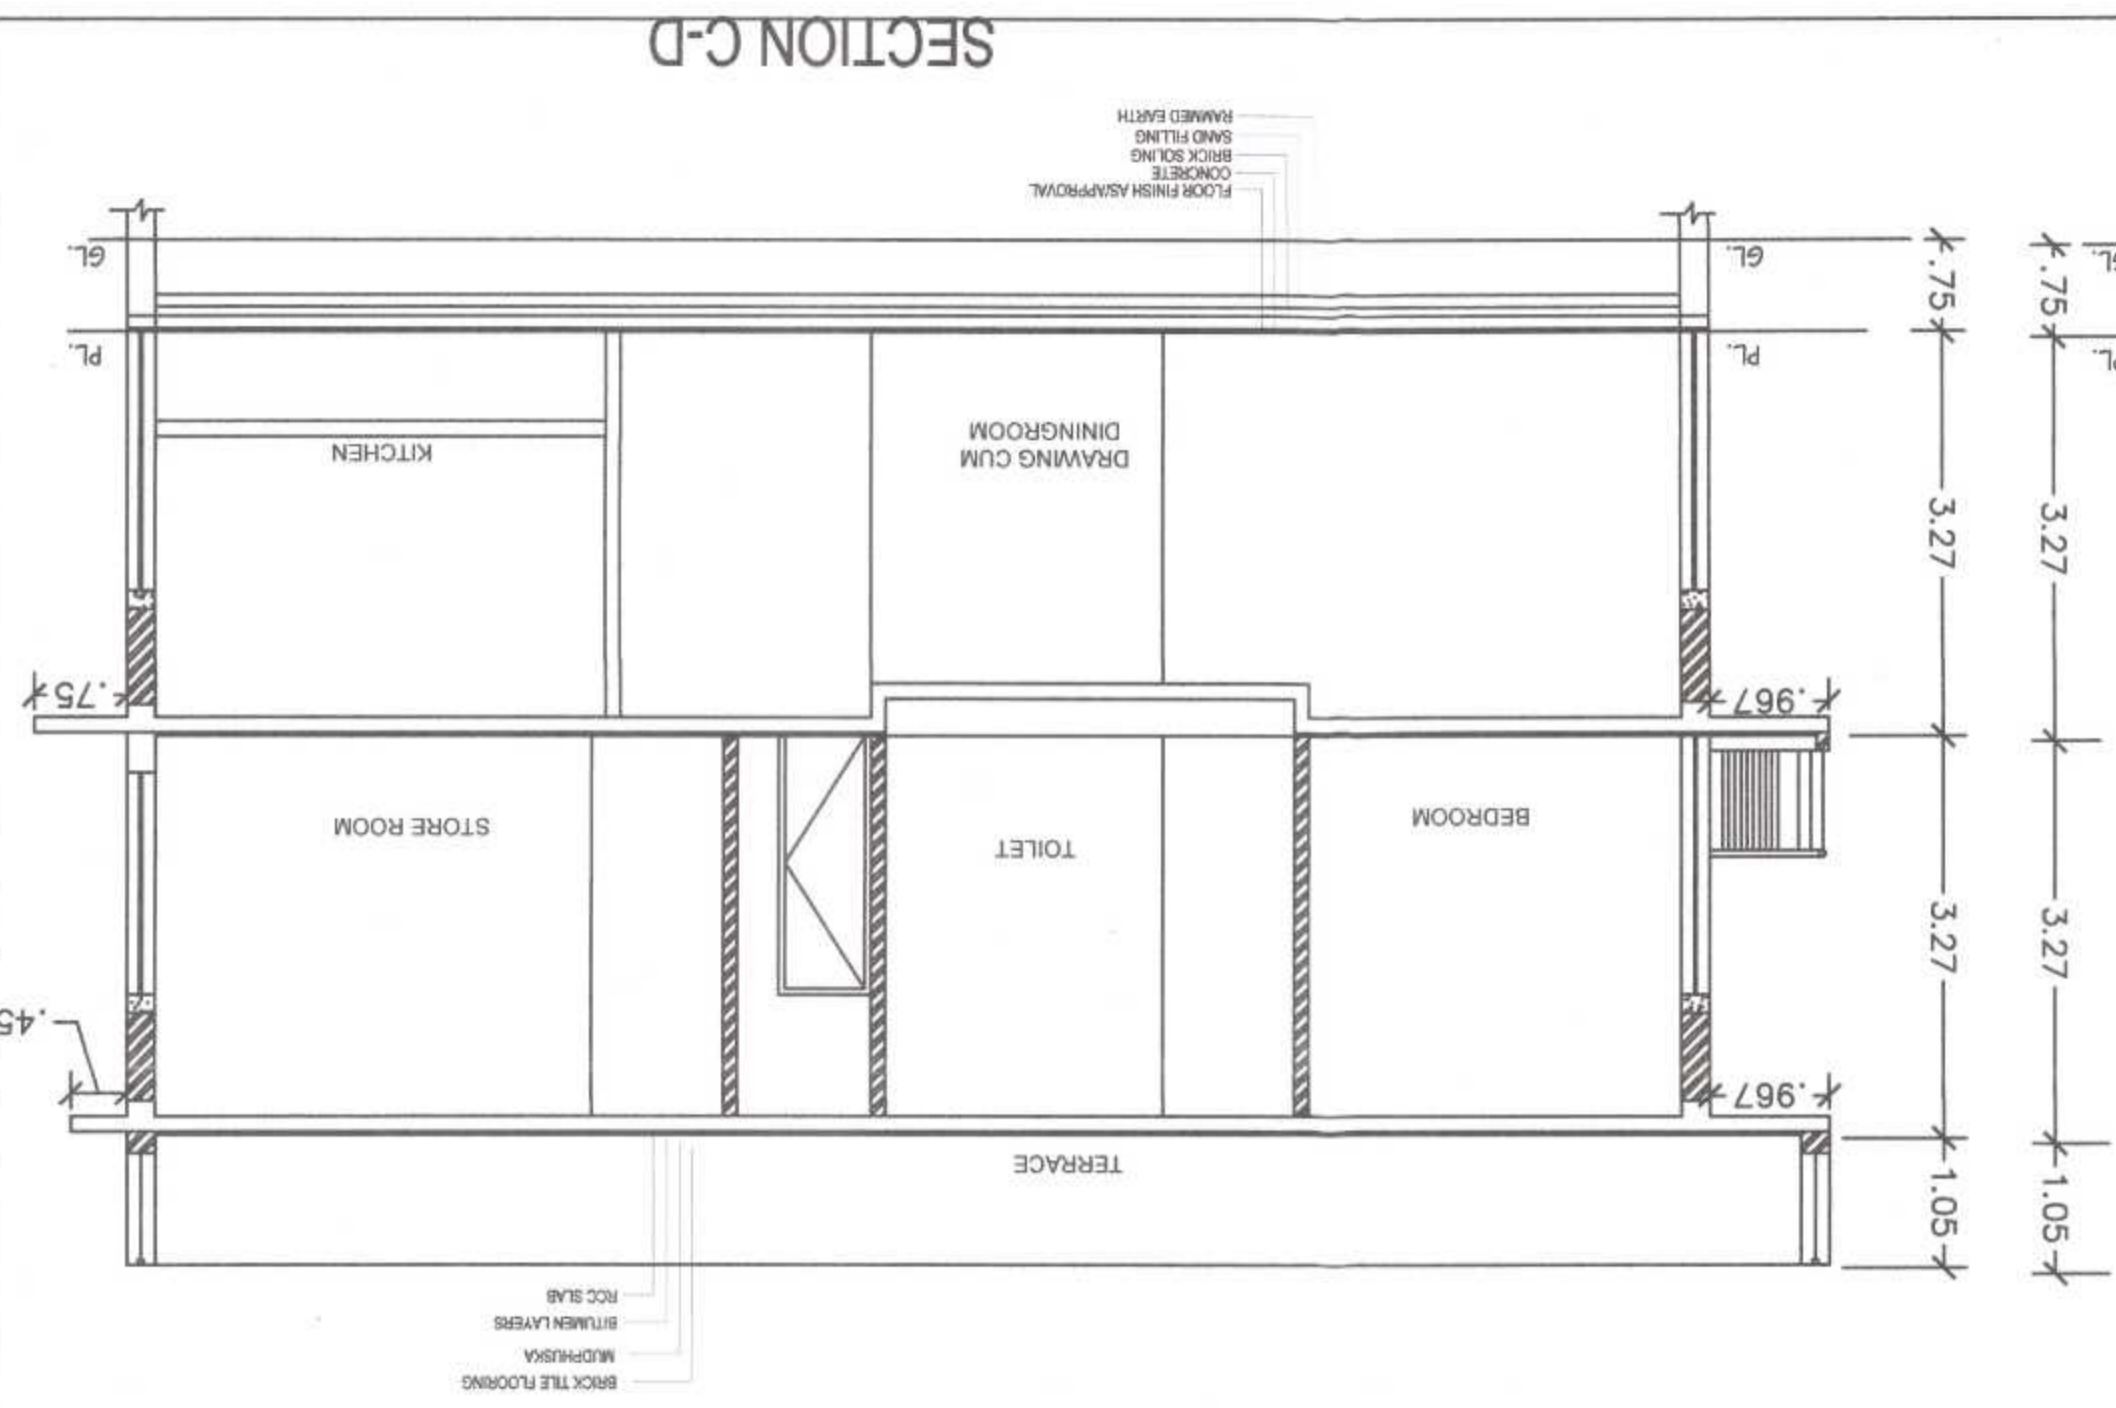 BRICK TILE FLOORING
MUDPHUSKA
BITUMEN LAYERS
RCC SLAB
1.05
1.05
TERRACE
.967
.45
3.27
3.27
BEDROOM
TOILET
STORE ROOM
.967
.75
3.27
3.27
DRAWING CUM
DININGROOM
KITCHEN
PL.
PL.
PL.
.75
.75
GL.
GL.
GL.
FLOOR FINISH AS/APPROVAL
CONCRETE
BRICK SOLING
SAND FILLING
RAMMED EARTH
SECTION C-D